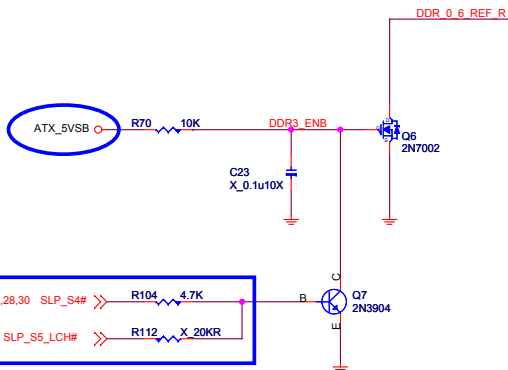 DDR_0_6_REF_R
ATX_5VSB
R70 10K
DDR3_ENB
Q6
2N7002
C23
X_0.1u10X
,28,30 SLP_S4#
R104 4.7K
B
C
E
Q7
2N3904
SLP_S5_LCH#
R112 X_20KR